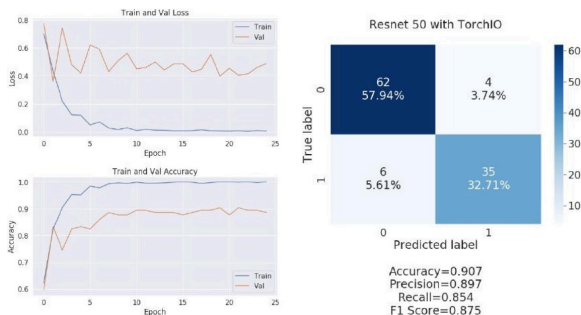 Train and Val Loss
Train
Val
0.8
0.6
0.4
0.2
0.0
Loss
0 5 10 15 20 25
Epoch
Train and Val Accuracy
1.0
0.9
0.8
0.7
0.6
Accuracy
Train
Val
0 5 10 15 20 25
Epoch
Resnet 50 with TorchIO
True label
0
62
57.94%
4
3.74%
1
6
5.61%
35
32.71%
0 1
Predicted label
60
50
40
30
20
10
Accuracy=0.907
Precision=0.897
Recall=0.854
F1 Score=0.875